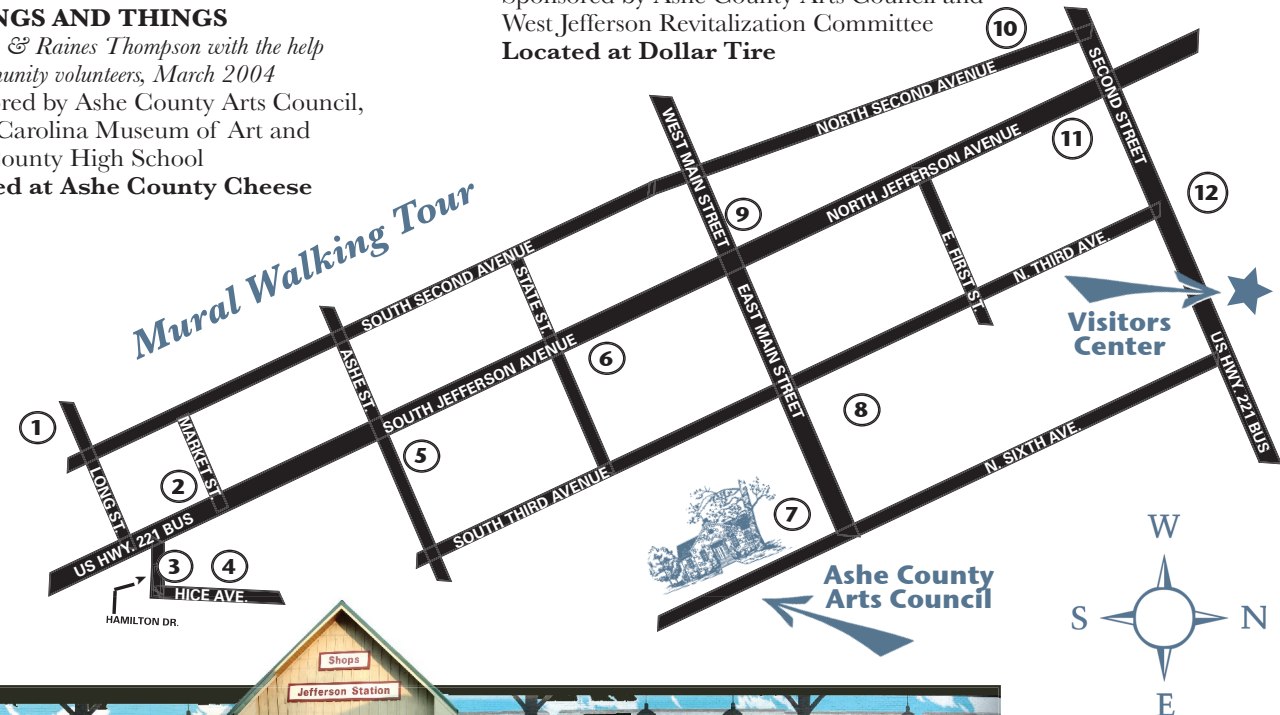 NGS AND THINGS
& Raines Thompson with the help
unity volunteers, March 2004
ored by Ashe County Arts Council,
Carolina Museum of Art and
ounty High School
ed at Ashe County Cheese
Sponsored by Ashe County Arts Council and
West Jefferson Revitalization Committee
Located at Dollar Tire
Mural Walking Tour
10
NORTH SECOND AVENUE
SECOND STREET
WEST MAIN STREET
11
NORTH JEFFERSON AVENUE
12
9
SOUTH SECOND AVENUE
STATE ST.
E. FIRST ST.
N. THIRD AVE.
Visitors
Center
EAST MAIN STREET
US HWY. 221 BUS
ASHE ST.
SOUTH JEFFERSON AVENUE
6
8
1
MARKET ST.
5
N. SIXTH AVE.
LONG ST.
2
SOUTH THIRD AVENUE
7
US HWY. 221 BUS
3
4
HICE AVE.
HAMILTON DR.
Ashe County
Arts Council
W
S
N
E
Shops
Jefferson Station